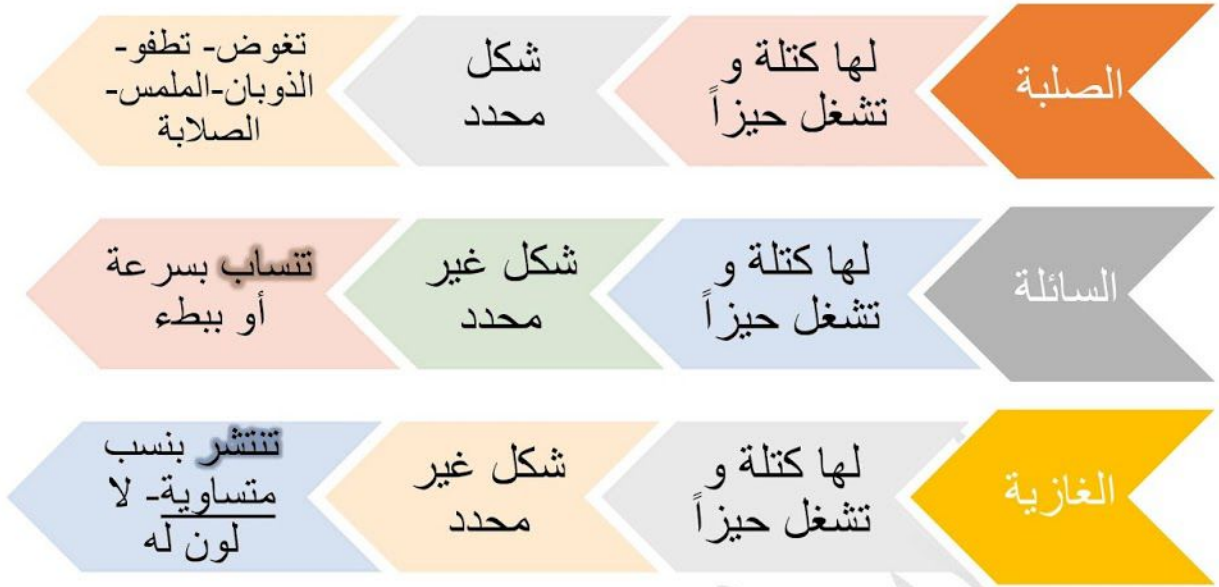 الصلبة
لها كتلة و
تشغل حيزاً
شكل
محدد
تغوض- تطفو-
الذوبان-الملمس-
الصلابة
السائلة
لها كتلة و
تشغل حيزاً
شكل غير
محدد
تنساب بسرعة
أو ببطء
الغازية
لها كتلة و
تشغل حيزاً
شكل غير
محدد
تنتشر بنسب
متساوية- لا
لون له